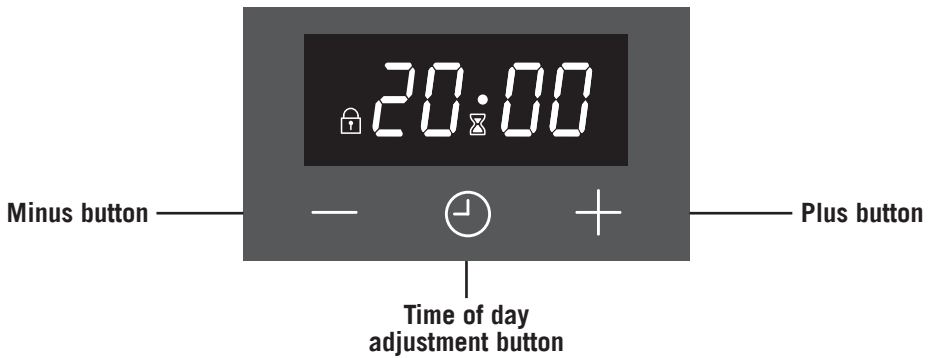 20:00
Minus button
Plus button
Time of day
adjustment button